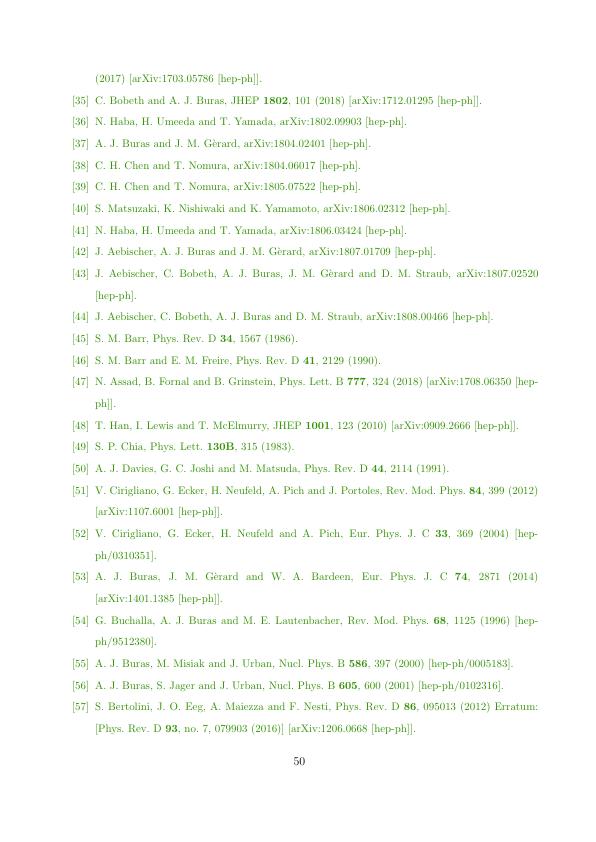 (2017) [arXiv:1703.05786 [hep-ph]].
[35] C. Bobeth and A. J. Buras, JHEP 1802, 101 (2018) [arXiv:1712.01295 [hep-ph]].
[36] N. Haba, H. Umeeda and T. Yamada, arXiv:1802.09903 [hep-ph].
[37] A. J. Buras and J. M. Gèrard, arXiv:1804.02401 [hep-ph].
[38] C. H. Chen and T. Nomura, arXiv:1804.06017 [hep-ph].
[39] C. H. Chen and T. Nomura, arXiv:1805.07522 [hep-ph].
[40] S. Matsuzaki, K. Nishiwaki and K. Yamamoto, arXiv:1806.02312 [hep-ph].
[41] N. Haba, H. Umeeda and T. Yamada, arXiv:1806.03424 [hep-ph].
[42] J. Aebischer, A. J. Buras and J. M. Gèrard, arXiv:1807.01709 [hep-ph].
[43] J. Aebischer, C. Bobeth, A. J. Buras, J. M. Gèrard and D. M. Straub, arXiv:1807.02520
[hep-ph].
[44] J. Aebischer, C. Bobeth, A. J. Buras and D. M. Straub, arXiv:1808.00466 [hep-ph].
[45] S. M. Barr, Phys. Rev. D 34, 1567 (1986).
[46] S. M. Barr and E. M. Freire, Phys. Rev. D 41, 2129 (1990).
[47] N. Assad, B. Fornal and B. Grinstein, Phys. Lett. B 777, 324 (2018) [arXiv:1708.06350 [hep-
ph]].
[48] T. Han, I. Lewis and T. McElmurry, JHEP 1001, 123 (2010) [arXiv:0909.2666 [hep-ph]].
[49] S. P. Chia, Phys. Lett. 130B, 315 (1983).
[50] A. J. Davies, G. C. Joshi and M. Matsuda, Phys. Rev. D 44, 2114 (1991).
[51] V. Cirigliano, G. Ecker, H. Neufeld, A. Pich and J. Portoles, Rev. Mod. Phys. 84, 399 (2012)
[arXiv:1107.6001 [hep-ph]].
[52] V. Cirigliano, G. Ecker, H. Neufeld and A. Pich, Eur. Phys. J. C 33, 369 (2004) [hep-
ph/0310351].
[53] A. J. Buras, J. M. Gèrard and W. A. Bardeen, Eur. Phys. J. C 74, 2871 (2014)
[arXiv:1401.1385 [hep-ph]].
[54] G. Buchalla, A. J. Buras and M. E. Lautenbacher, Rev. Mod. Phys. 68, 1125 (1996) [hep-
ph/9512380].
[55] A. J. Buras, M. Misiak and J. Urban, Nucl. Phys. B 586, 397 (2000) [hep-ph/0005183].
[56] A. J. Buras, S. Jager and J. Urban, Nucl. Phys. B 605, 600 (2001) [hep-ph/0102316].
[57] S. Bertolini, J. O. Eeg, A. Maiezza and F. Nesti, Phys. Rev. D 86, 095013 (2012) Erratum:
[Phys. Rev. D 93, no. 7, 079903 (2016)] [arXiv:1206.0668 [hep-ph]].
50